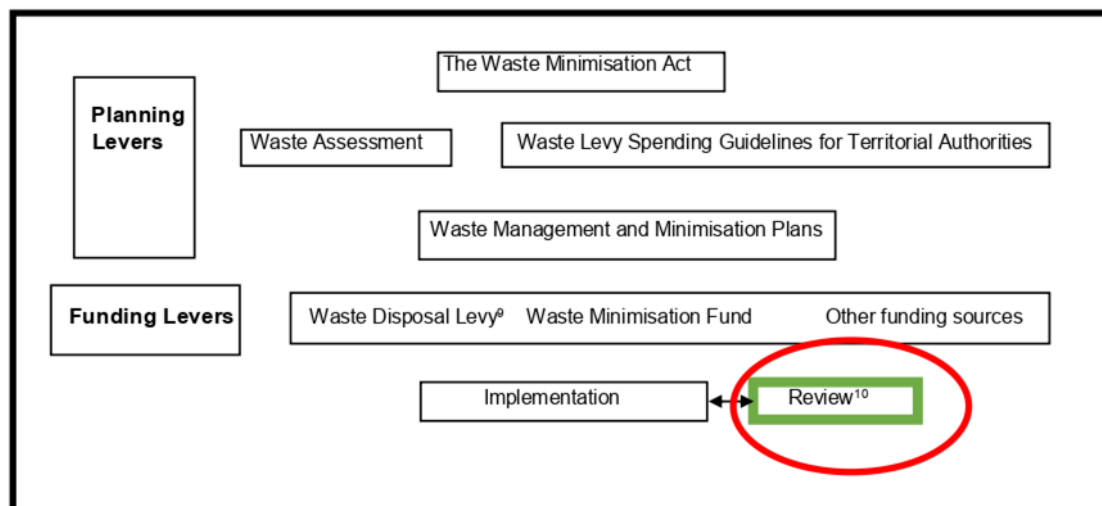 The Waste Minimisation Act
Planning
Levers
Waste Assessment
Waste Levy Spending Guidelines for Territorial Authorities
Waste Management and Minimisation Plans
Funding Levers
Waste Disposal Levy⁹ Waste Minimisation Fund Other funding sources
Implementation
Review¹⁰